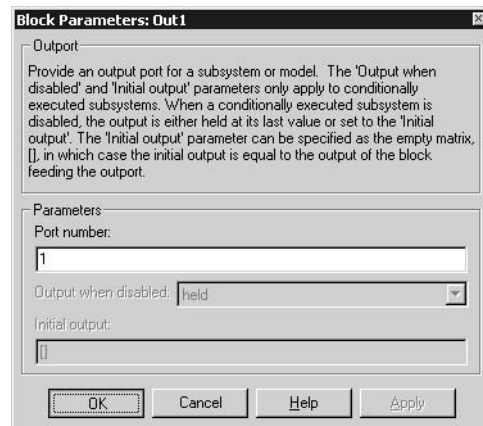 Block Parameters: Out1
Outport
Provide an output port for a subsystem or model. The 'Output when
disabled' and 'Initial output' parameters only apply to conditionally
executed subsystems. When a conditionally executed subsystem is
disabled, the output is either held at its last value or set to the 'Initial
output'. The 'Initial output' parameter can be specified as the empty matrix,
[], in which case the initial output is equal to the output of the block
feeding the outport.
Parameters
Port number:
1
Output when disabled: held
Initial output:
[]
OK Cancel Help Apply